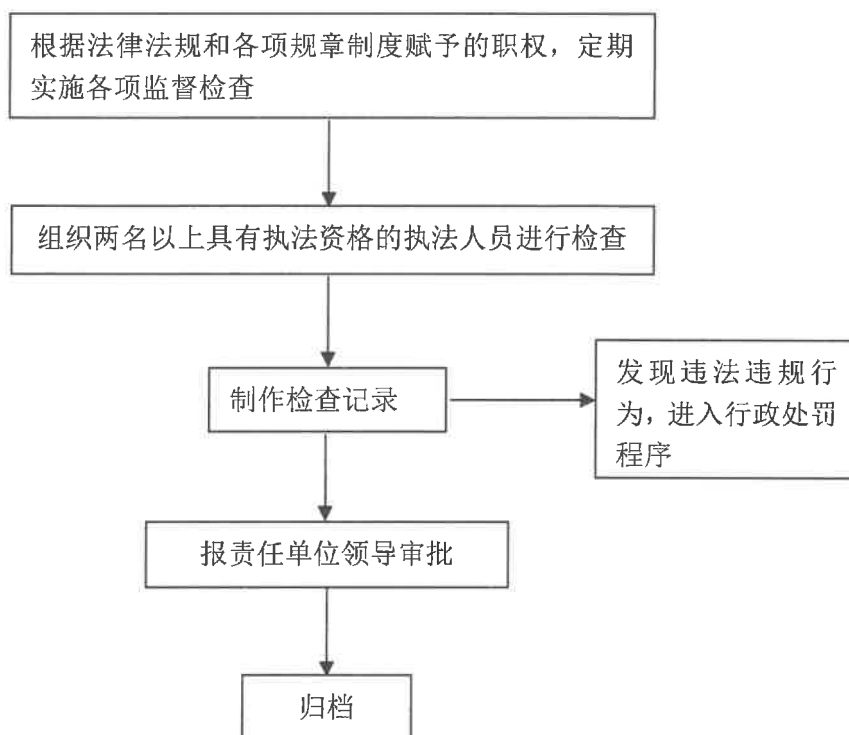 根据法律法规和各项规章制度赋予的职权，定期
实施各项监督检查
组织两名以上具有执法资格的执法人员进行检查
制作检查记录
发现违法违规行
为，进入行政处罚
程序
报责任单位领导审批
归档